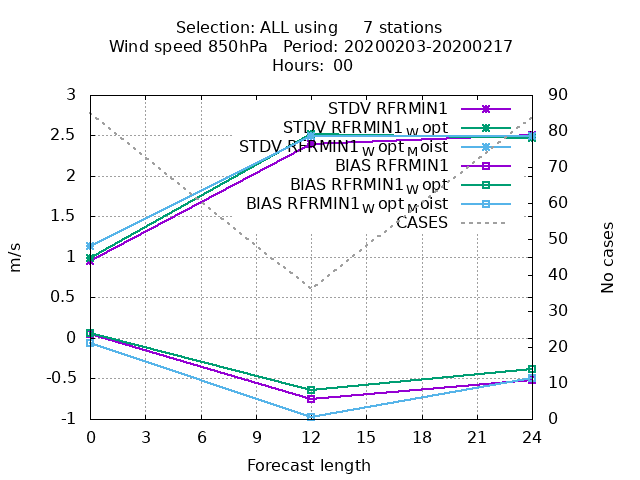 Selection: ALL using     7 stations
Wind speed 850hPa   Period: 20200203-20200217
Hours:  00
STDV RFRMIN1
STDV RFRMIN1_W opt
STDV RFRMIN1_W opt_M oist
BIAS RFRMIN1
BIAS RFRMIN1_W opt
BIAS RFRMIN1_W opt_M oist
CASES
3
2.5
2
1.5
1
0.5
0
-0.5
-1
m/s
90
80
70
60
50
40
30
20
10
0
No cases
0 3 6 9 12 15 18 21 24
Forecast length